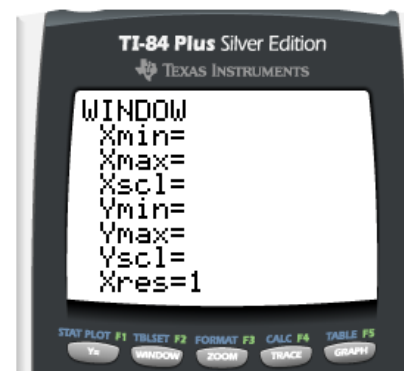 TI-84 Plus Silver Edition
TEXAS INSTRUMENTS
WINDOW
Xmin=
Xmax=
Xscl=
Ymin=
Ymax=
Yscl=
Xres=1
STAT PLOT F1 TBLSET F2 FORMAT F3 CALC F4 TABLE F5
Y= WINDOW ZOOM TRACE GRAPH